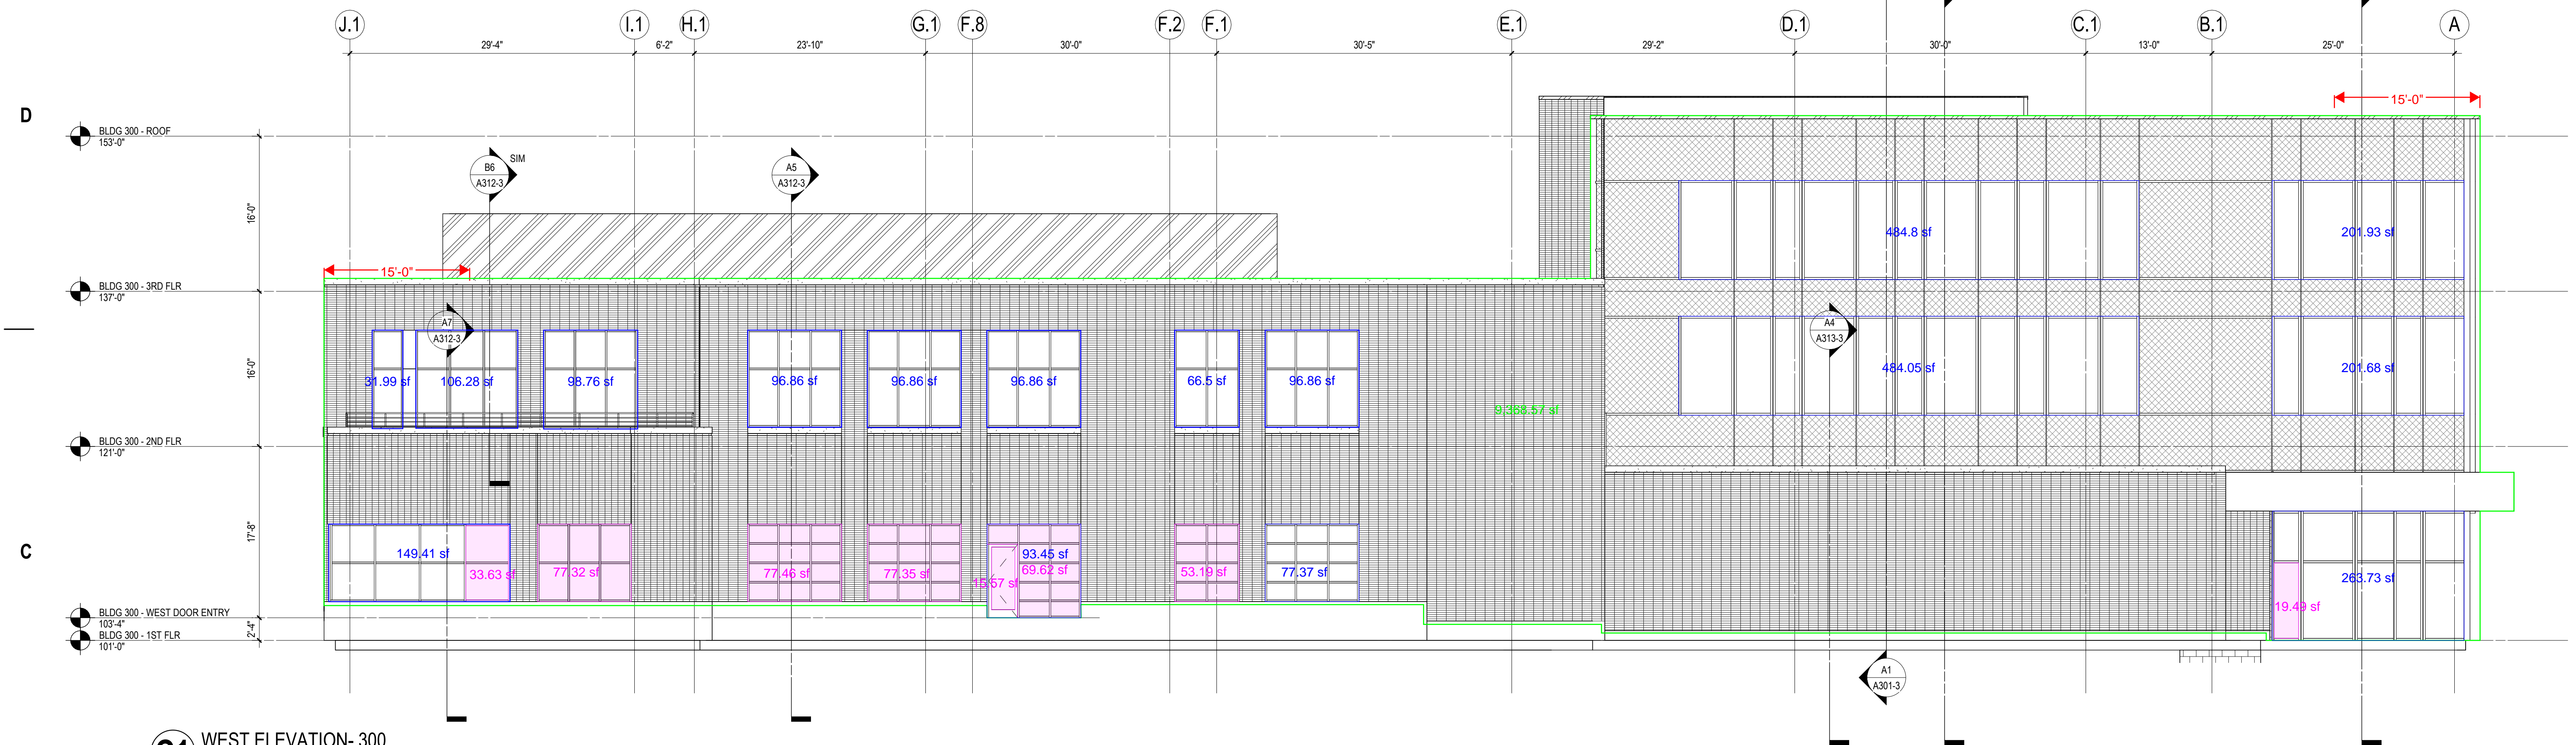 J.1 I.1 H.1 G.1 F.8 F.2 F.1 E.1 D.1 C.1 B.1 A
29'-4" 6'-2" 23'-10" 30'-0" 30'-5" 29'-2" 30'-0" 13'-0" 25'-0"
D
15'-0"
BLDG 300 - ROOF
153'-0"
B6
A312-3
SIM
A5
A312-3
16'-0"
484.8 sf 201.93 sf
15'-0"
BLDG 300 - 3RD FLR
137'-0"
A7
A312-3
A4
A313-3
16'-0"
31.99 sf 106.28 sf 98.76 sf 96.86 sf 96.86 sf 96.86 sf 66.5 sf 96.86 sf 484.05 sf 201.68 sf
BLDG 300 - 2ND FLR
121'-0"
17'-8"
C
149.41 sf 93.45 sf
33.63 sf 77.32 sf 77.46 sf 77.35 sf 15.57 sf 69.62 sf 53.19 sf 77.37 sf 263.73 sf
19.49 sf
BLDG 300 - WEST DOOR ENTRY
103'-4"
2'-4"
BLDG 300 - 1ST FLR
101'-0"
A1
A301-3
WEST ELEVATION- 300